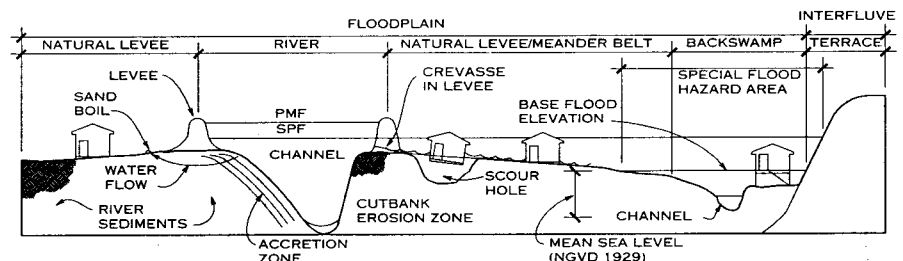 FLOODPLAIN
INTERFLUVE
NATURAL LEVEE
RIVER
NATURAL LEVEE/MEANDER BELT
BACKSWAMP
TERRACE
LEVEE
CREVASSE
IN LEVEE
SPECIAL FLOOD
HAZARD AREA
SAND
BOIL
PMF
BASE FLOOD
ELEVATION
SPF
CHANNEL
WATER
FLOW
SCOUR
HOLE
RIVER
SEDIMENTS
CUTBANK
EROSION ZONE
CHANNEL
ACCRETION
ZONE
MEAN SEA LEVEL
(NGVD 1929)